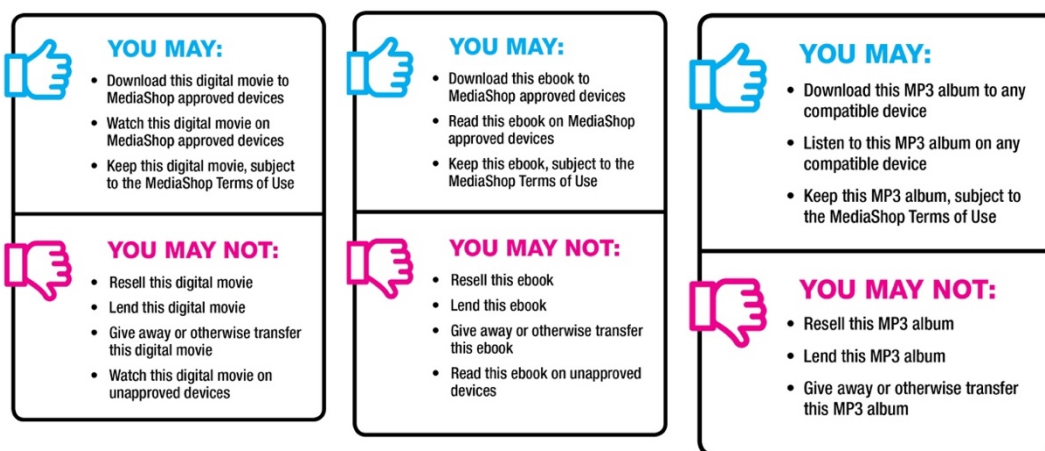 YOU MAY:
• Download this digital movie to
MediaShop approved devices
• Watch this digital movie on
MediaShop approved devices
• Keep this digital movie, subject
to the MediaShop Terms of Use
YOU MAY NOT:
• Resell this digital movie
• Lend this digital movie
• Give away or otherwise transfer
this digital movie
• Watch this digital movie on
unapproved devices
YOU MAY:
• Download this ebook to
MediaShop approved devices
• Read this ebook on MediaShop
approved devices
• Keep this ebook, subject to the
MediaShop Terms of Use
YOU MAY NOT:
• Resell this ebook
• Lend this ebook
• Give away or otherwise transfer
this ebook
• Read this ebook on unapproved
devices
YOU MAY:
• Download this MP3 album to any
compatible device
• Listen to this MP3 album on any
compatible device
• Keep this MP3 album, subject to
the MediaShop Terms of Use
YOU MAY NOT:
• Resell this MP3 album
• Lend this MP3 album
• Give away or otherwise transfer
this MP3 album